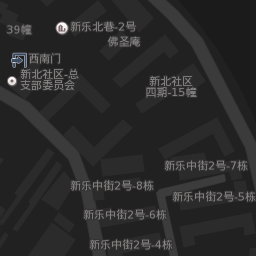 新乐北巷-2号
39幢
佛圣庵
西南门
新北社区-总
支部委员会
新北社区
四期-15幢
新乐中街2号-7栋
新乐中街2号-8栋
新乐中街2号-5栋
新乐中街2号-6栋
新乐中街2号-4栋